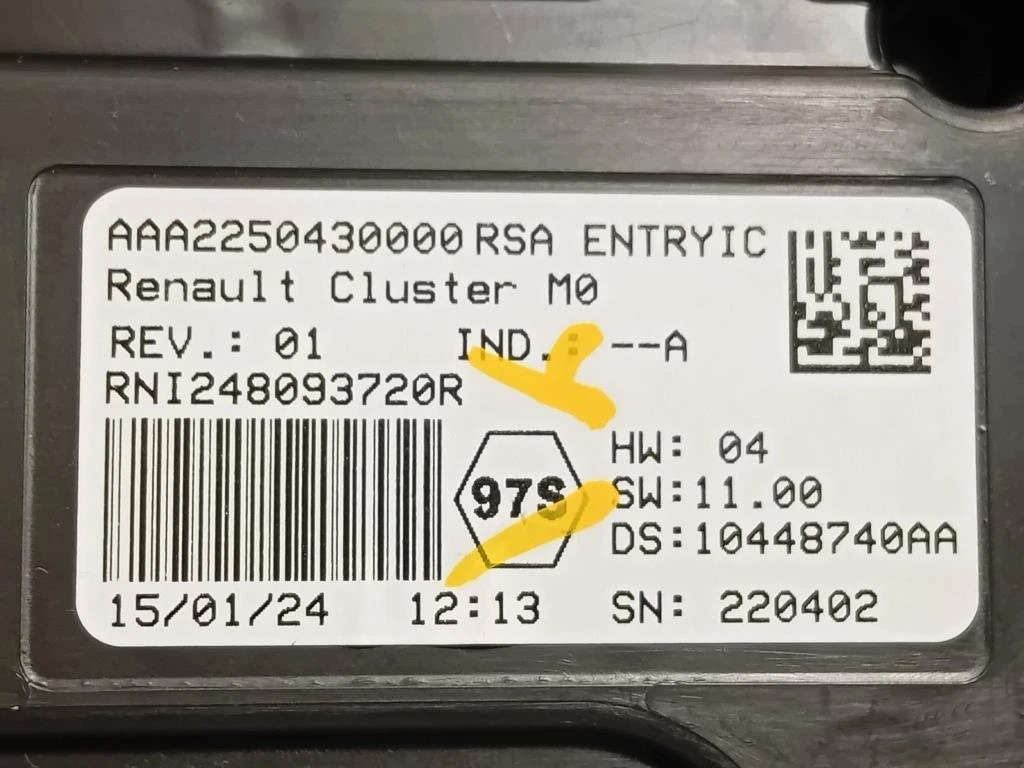 AAA2250430000 RSA ENTRYIC
Renault Cluster M0
REV.: 01 IND.: --A
RNI248093720R
97S
HW: 04
SW:11.00
DS:10448740AA
15/01/24 12:13 SN: 220402